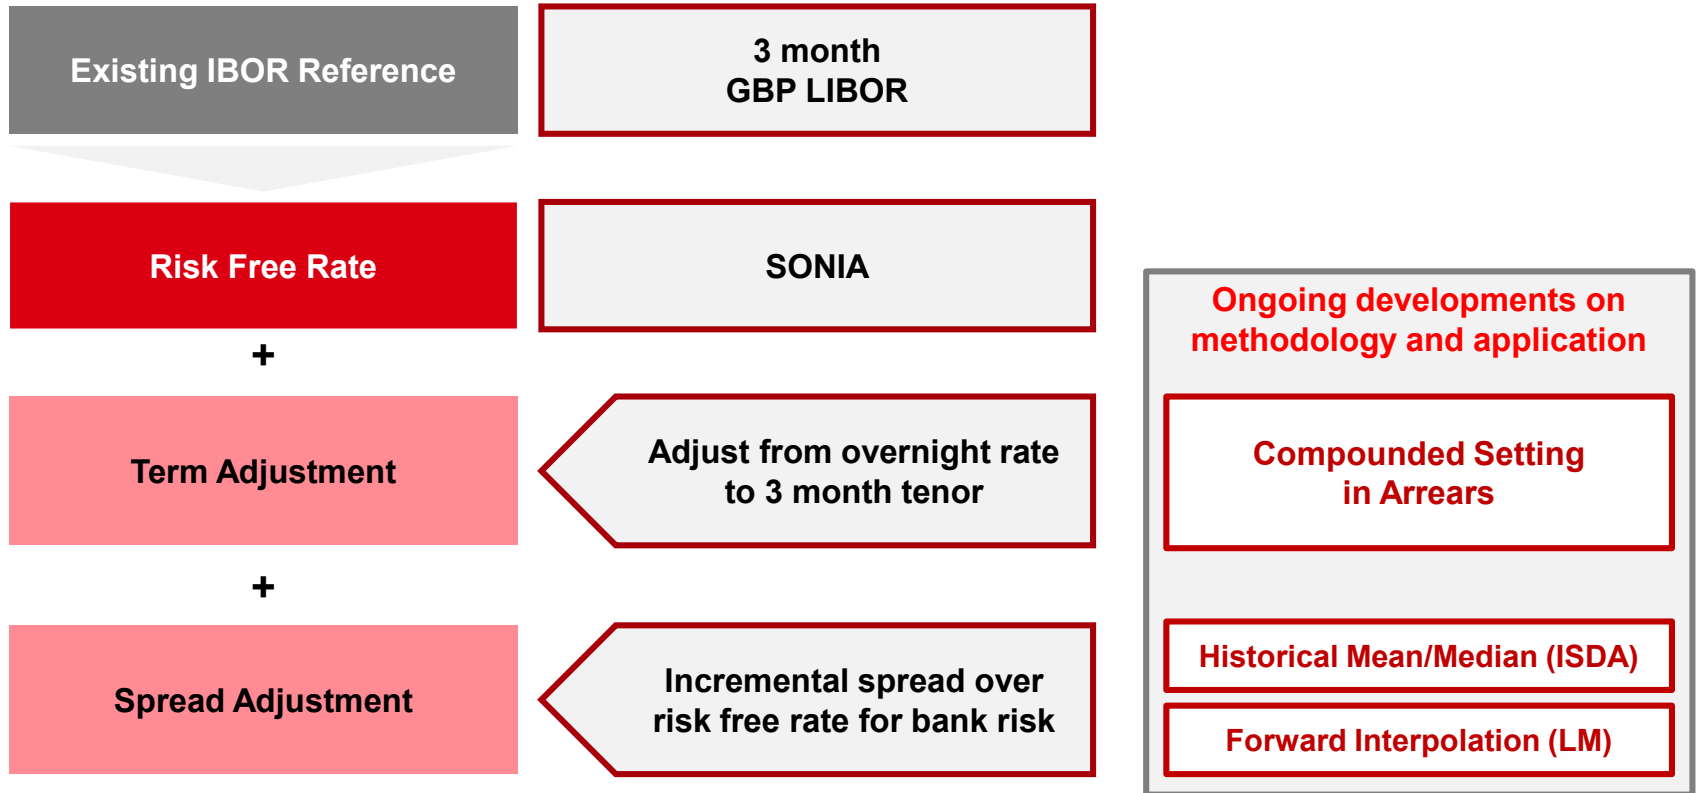 Existing IBOR Reference
3 month
GBP LIBOR
Risk Free Rate
SONIA
+
Term Adjustment
Adjust from overnight rate
to 3 month tenor
+
Spread Adjustment
Incremental spread over
risk free rate for bank risk
Ongoing developments on
methodology and application
Compounded Setting
in Arrears
Historical Mean/Median (ISDA)
Forward Interpolation (LM)